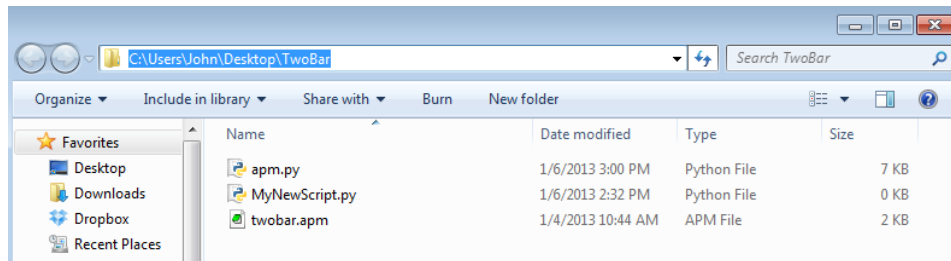 C:\Users\John\Desktop\TwoBar Search TwoBar
Organize Include in library Share with Burn New folder
Favorites Name Date modified Type Size
Desktop apm.py 1/6/2013 3:00 PM Python File 7 KB
Downloads MyNewScript.py 1/6/2013 2:32 PM Python File 0 KB
Dropbox twobar.apm 1/4/2013 10:44 AM APM File 2 KB
Recent Places